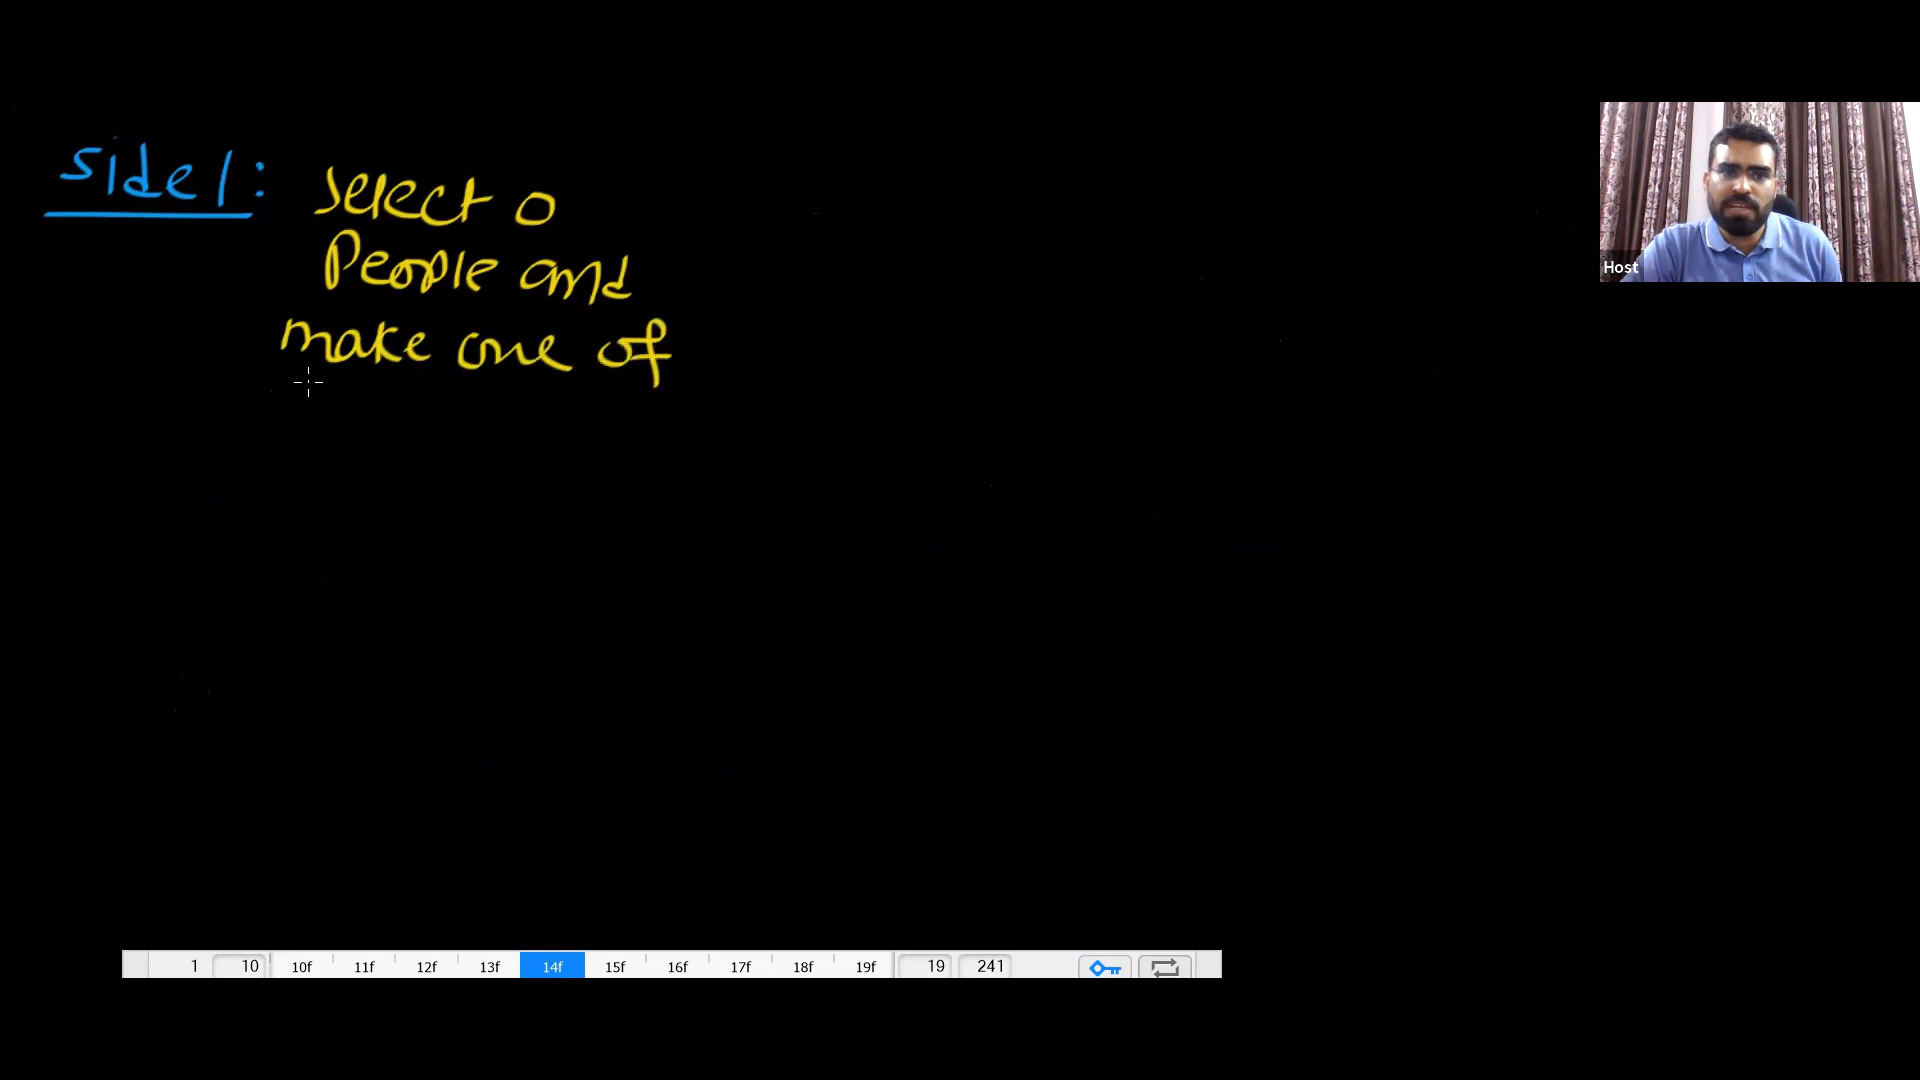 side 1:
select 0
People and
make one of
Host
1 10 10f 11f 12f 13f 14f 15f 16f 17f 18f 19f 19 241